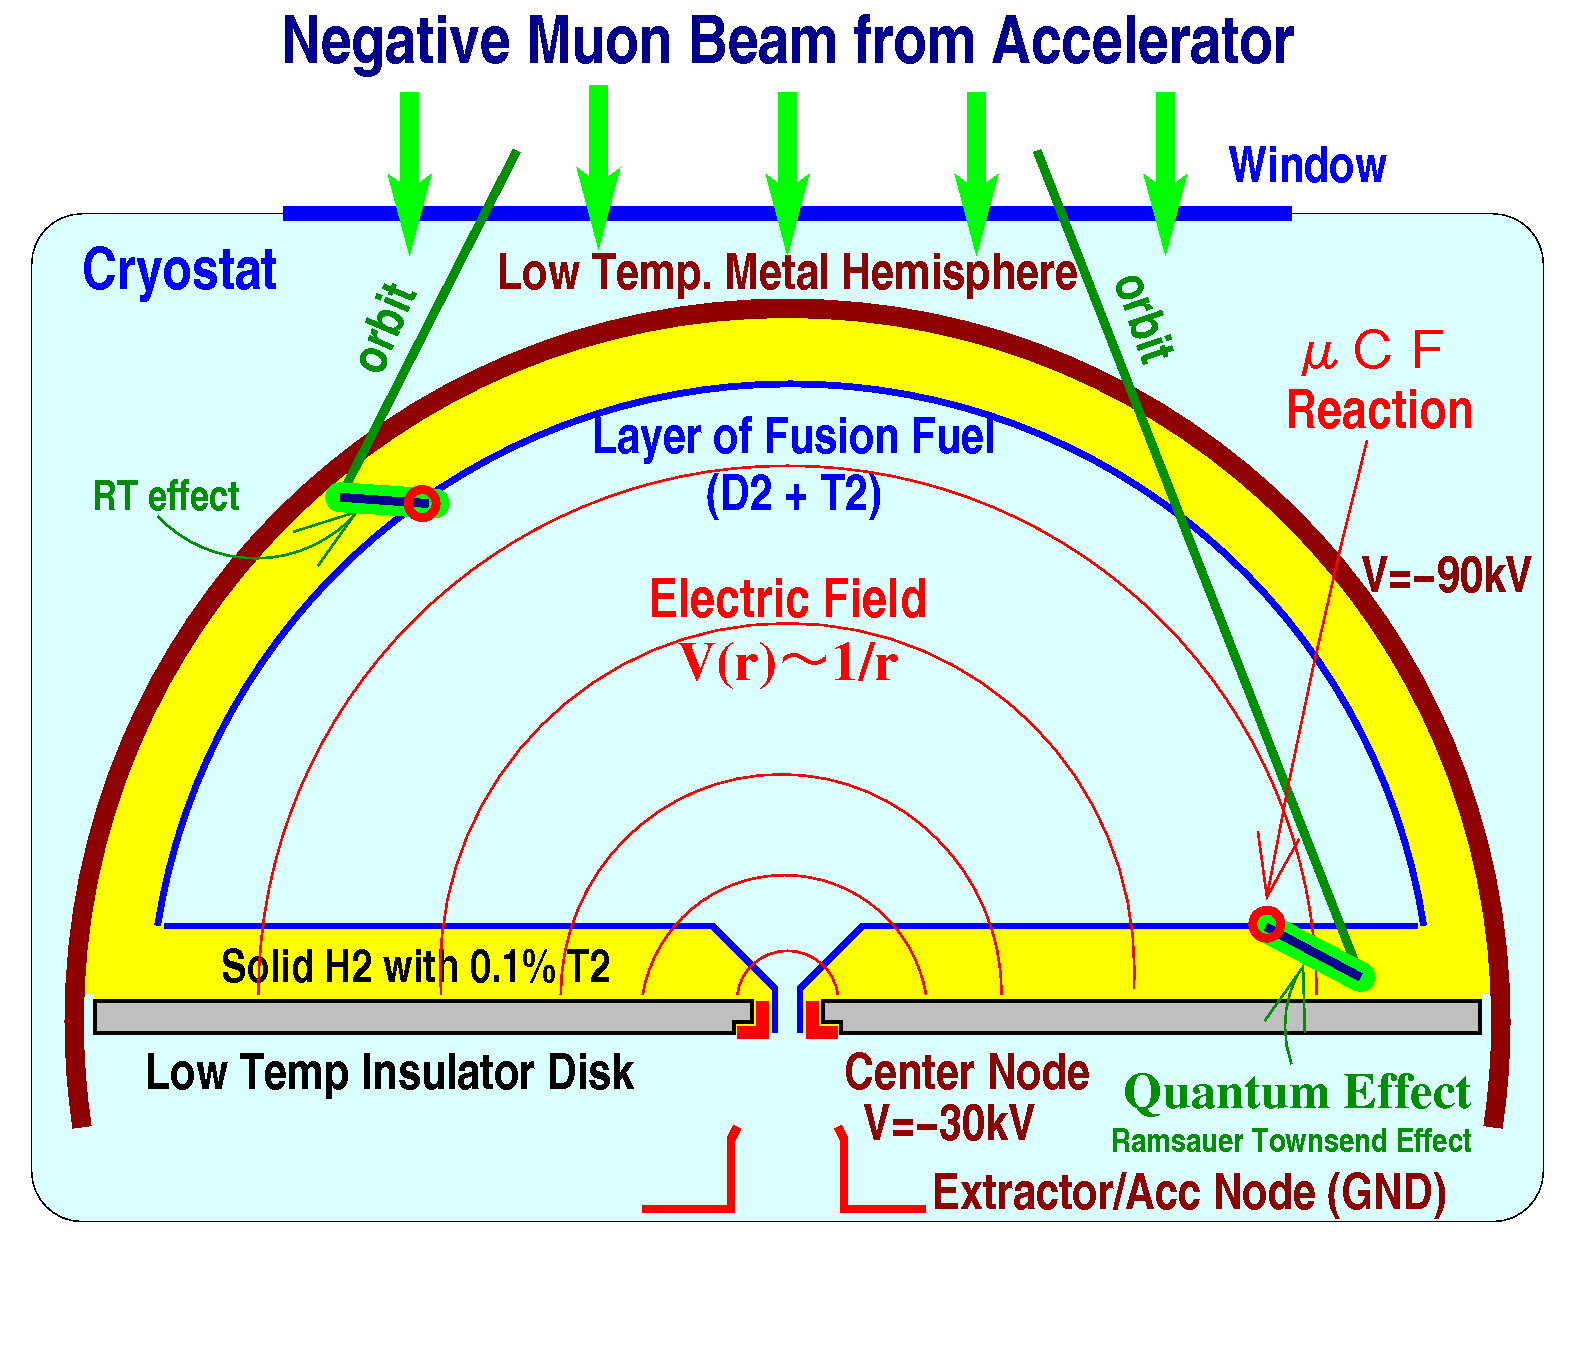 Negative Muon Beam from Accelerator
Window
Cryostat
Low Temp. Metal Hemisphere
orbit
orbit
μ C F
Reaction
Layer of Fusion Fuel
(D2 + T2)
RT effect
V=−90kV
Electric Field
V(r)～1/r
Solid H2 with 0.1% T2
Low Temp Insulator Disk
Center Node
V=−30kV
Quantum Effect
Ramsauer Townsend Effect
Extractor/Acc Node (GND)